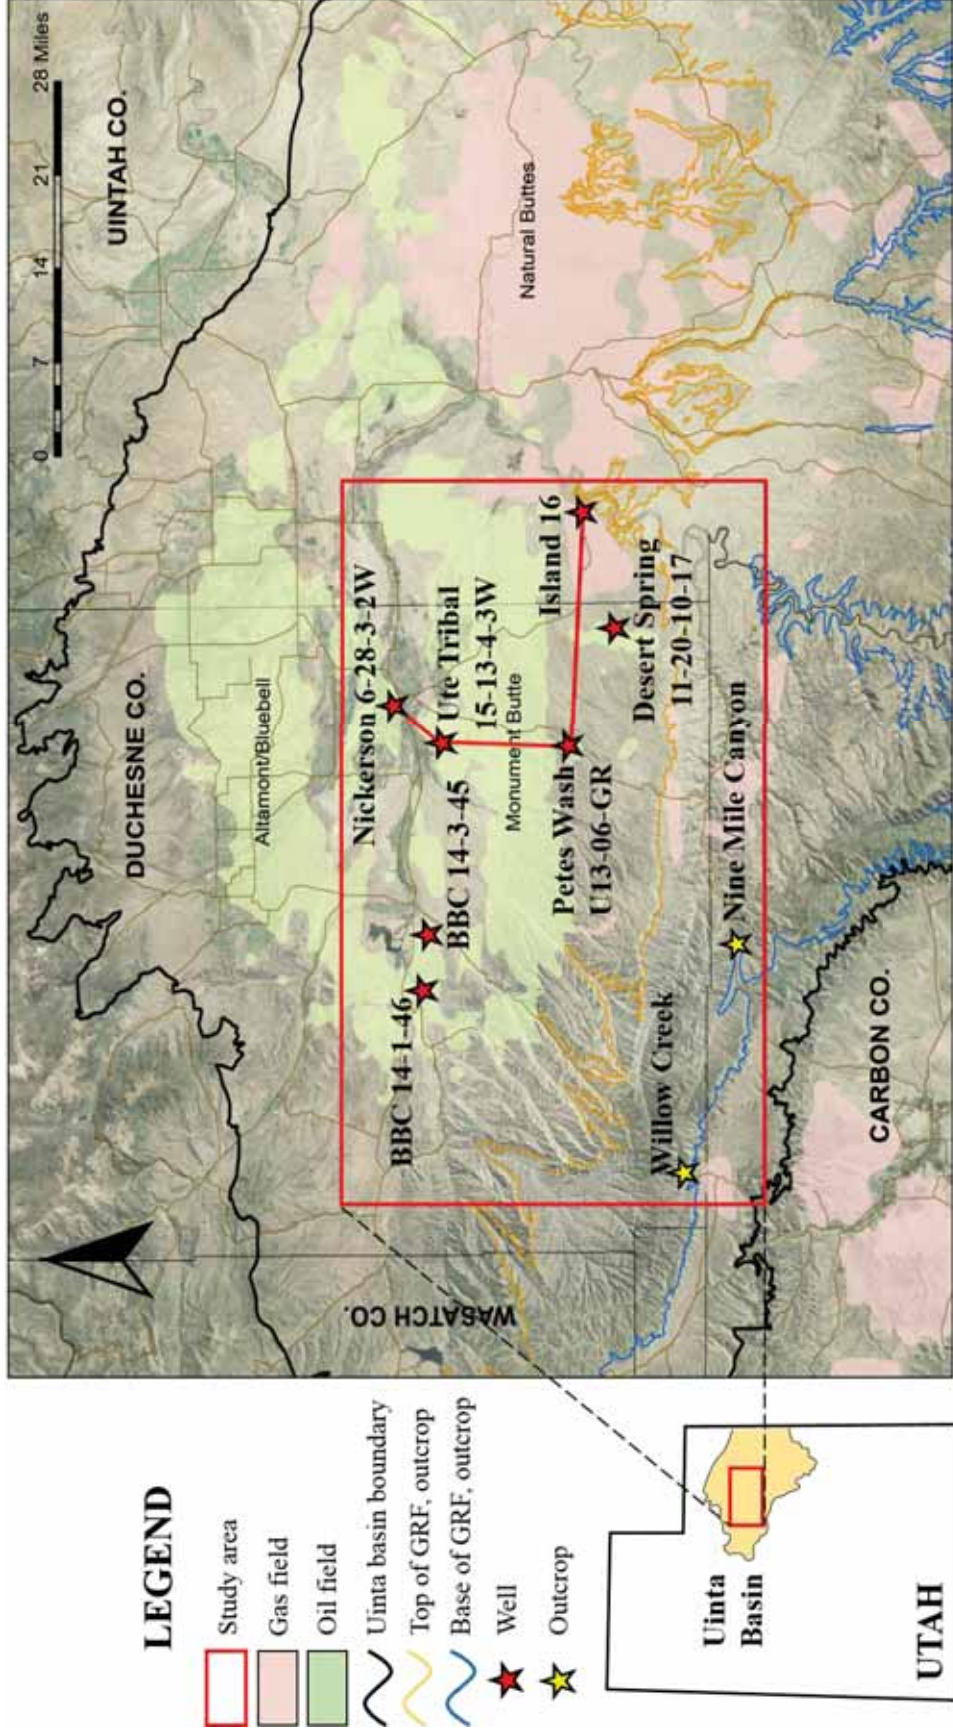 LEGEND
Study area
Gas field
Oil field
Uinta basin boundary
Top of GRF, outcrop
Base of GRF, outcrop
Well
Outcrop
Uinta
Basin
UTAH
0 7 14 21 28 Miles
UINTAH CO.
DUCHESNE CO.
WASATCH CO.
CARBON CO.
Altamont/Bluebell
Natural Buttes
Monument Butte
Nickerson 6-28-3-2W
Ute Tribal
15-13-4-3W
BBC 14-3-45
BBC 14-1-46
Island 16
Petes Wash
U13-06-GR
Desert Spring
11-20-10-17
Willow Creek
Nine Mile Canyon